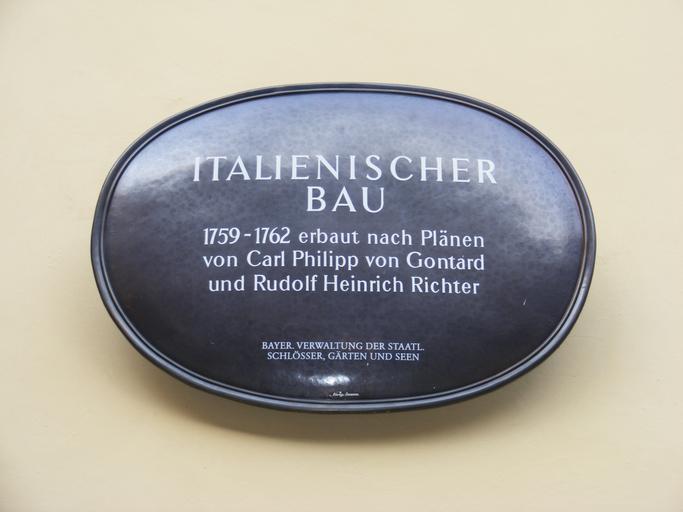 ITALIENISCHER
BAU
1759-1762 erbaut nach Plänen
von Carl Philipp von Gontard
und Rudolf Heinrich Richter
BAYER. VERWALTUNG DER STAATL.
SCHLÖSSER, GÄRTEN UND SEEN